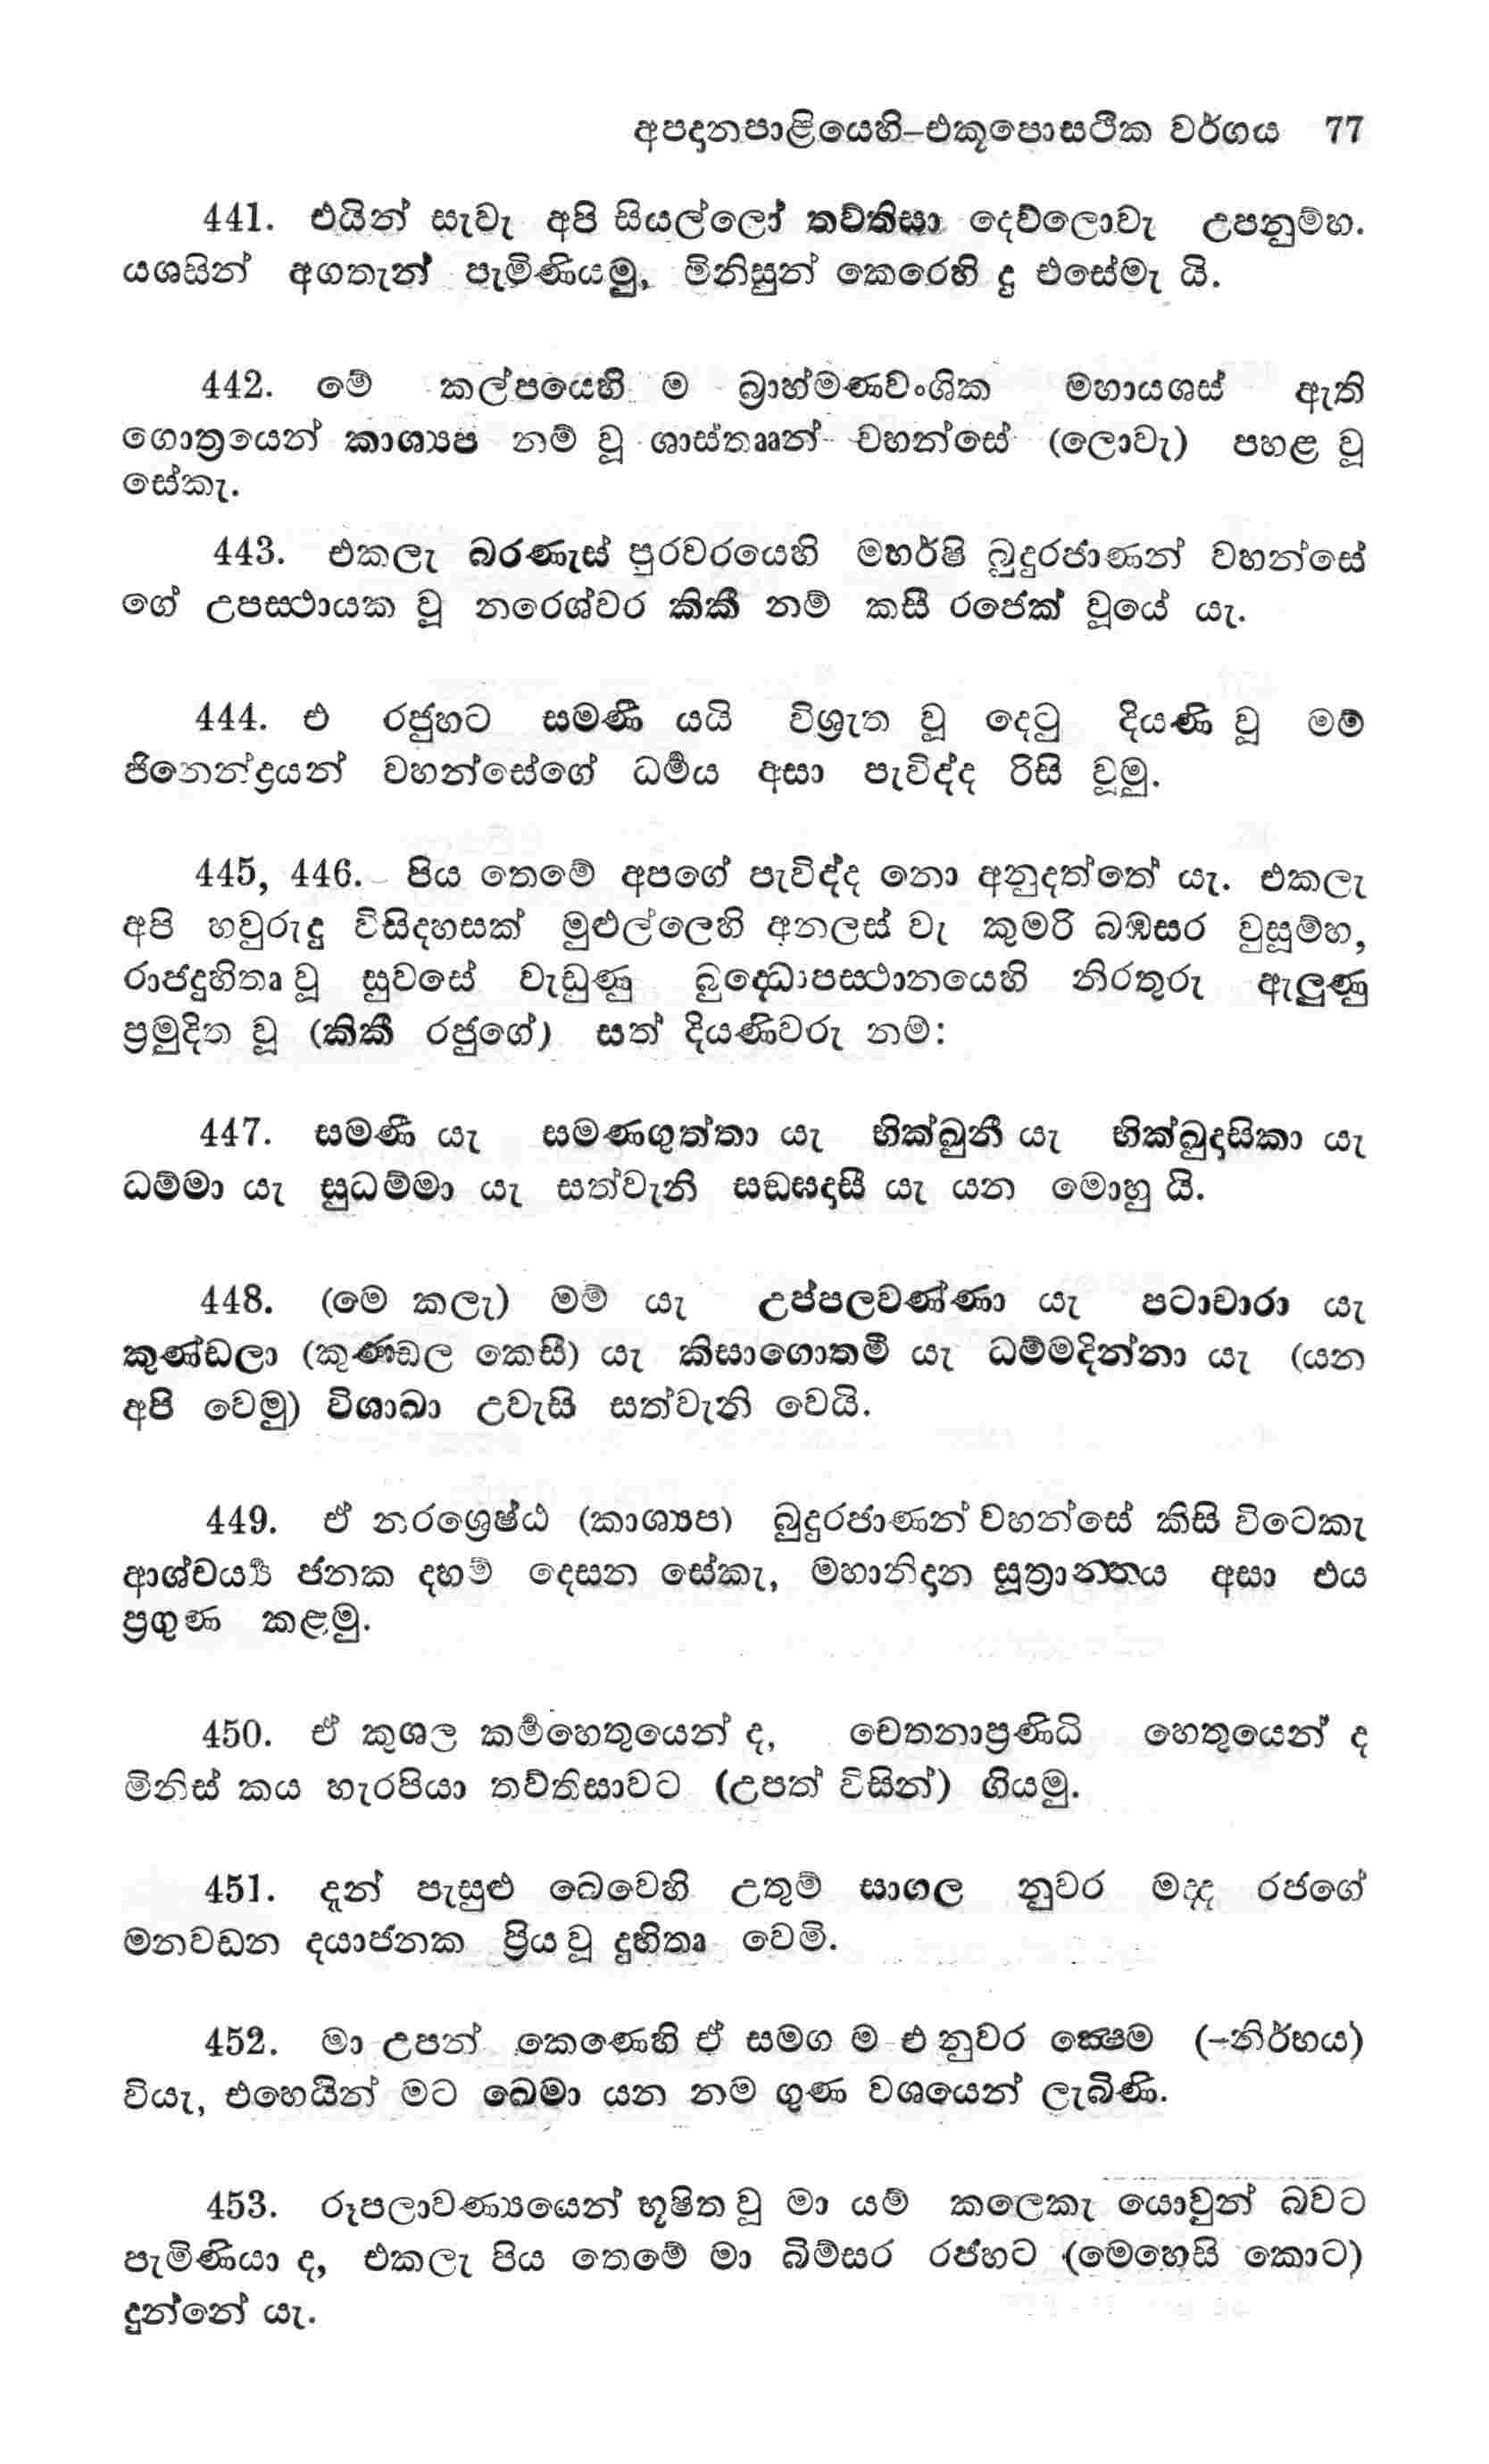 අපදානපාළියෙහි–එකූපොසථික වර්ගය 77
441. එයින් සැවැ අපි සියල්ලෝ තව්තිසා දෙව්ලොවැ උපනුම්හ.
යශසින් අගතැන් පැමිණියමු, මිනිසුන් කෙරෙහි දු එසේමැ යි.
442. මේ කල්පයෙහි ම බ්‍රාහ්මණවංශික මහායශස් ඇති
ගොත්‍රයෙන් කාශ්‍යප නම් වූ ශාස්තෲන් වහන්සේ (ලොවැ) පහළ වූ
සේකැ.
443. එකලැ බරණැස් පුරවරයෙහි මහර්ෂි බුදුරජාණන් වහන්සේ
ගේ උපස්ථායක වූ නරෙශ්වර කිකී නම් කසී රජෙක් වූයේ යැ.
444. එ රජුහට සමණී යයි විශ්‍රැත වූ දෙටු දියණි වූ මම්
ජිනෙන්ද්‍රයන් වහන්සේගේ ධර්‍මය අසා පැවිද්ද රිසි වූමු.
445, 446. පිය තෙමේ අපගේ පැවිද්ද නො අනුදත්තේ යැ. එකලැ
අපි හවුරුදු විසිදහසක් මුළුල්ලෙහි අනලස් වැ කුමරි බඹසර වුසූම්හ,
රාජදුහිතෘ වූ සුවසේ වැඩුණු බුද්ධොපස්ථානයෙහි නිරතුරු ඇලුණු
ප්‍රමුදිත වූ (කිකී රජුගේ) සත් දියණිවරු නම්:
447. සමණී යැ සමණගුත්තා යැ භික්ඛුනී යැ භික්ඛුදාසිකා යැ
ධම්මා යැ සුධම්මා යැ සත්වැනි සඞ්ඝදාසී යැ යන මොහු යි.
448. (මෙ කලැ) මම් යැ උප්පලවණ්ණා යැ පටාචාරා යැ
කුණ්ඩලා (කුණ්ඩල කෙසී) යැ කිසාගොතමී යැ ධම්මදින්නා යැ (යන
අපි වෙමු) විශාඛා උවැසි සත්වැනි වෙයි.
449. ඒ නරශ්‍රෙෂ්ඨ (කාශ්‍යප) බුදුරජාණන් වහන්සේ කිසි විටෙකැ
ආශ්චර්‍ය්‍ය ජනක දහම් දෙසන සේකැ, මහානිදාන සූත්‍රාන්තය අසා එය
ප්‍රගුණ කළමු.
450. ඒ කුශල කර්‍මහෙතුයෙන් ද, චෙතනාප්‍රණිධි හෙතුයෙන් ද
මිනිස් කය හැරපියා තව්තිසාවට (උපත් විසින්) ගියමු.
451. දැන් පැසුළු බෙවෙහි උතුම් සාගල නුවර මද්ද රජගේ
මනවඩන දයාජනක ප්‍රිය වූ දුහිතෘ වෙමි.
452. මා උපන් කෙණෙහි ඒ සමග ම එ නුවර ක්‍ෂෙම (–නිර්භය)
වියැ, එහෙයින් මට ඛෙමා යන නම ගුණ වශයෙන් ලැබිණි.
453. රූපලාවණ්‍යයෙන් භූෂිත වූ මා යම් කලෙකැ යොවුන් බවට
පැමිණියා ද, එකලැ පිය තෙමේ මා බිම්සර රජහට (මෙහෙසි කොට)
දුන්නේ යැ.